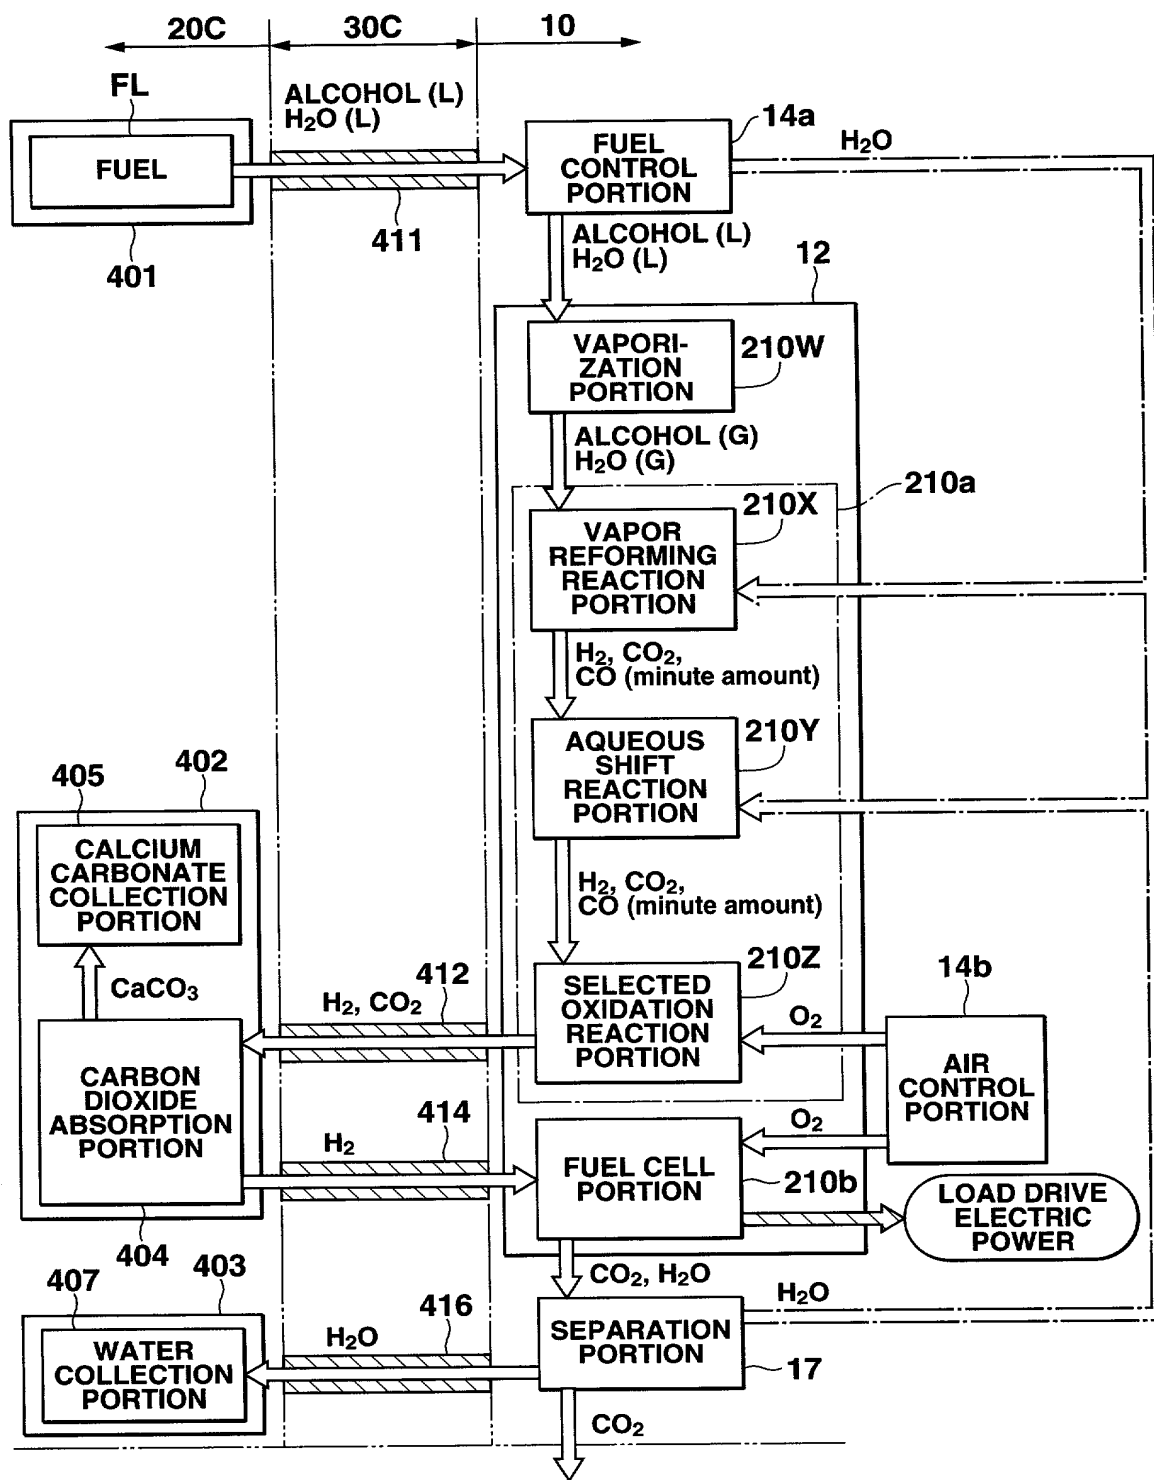 20C
30C
10
FL
ALCOHOL (L)
H₂O (L)
14a
FUEL
FUEL
CONTROL
PORTION
H₂O
401
411
ALCOHOL (L)
H₂O (L)
12
VAPORI-
ZATION
PORTION
210W
ALCOHOL (G)
H₂O (G)
210a
210X
VAPOR
REFORMING
REACTION
PORTION
H₂, CO₂,
CO (minute amount)
210Y
AQUEOUS
SHIFT
REACTION
PORTION
402
405
CALCIUM
CARBONATE
COLLECTION
PORTION
H₂, CO₂,
CO (minute amount)
CaCO₃
412
H₂, CO₂
210Z
SELECTED
OXIDATION
REACTION
PORTION
14b
O₂
AIR
CONTROL
PORTION
CARBON
DIOXIDE
ABSORPTION
PORTION
414
H₂
O₂
FUEL CELL
PORTION
210b
LOAD DRIVE
ELECTRIC
POWER
404
CO₂, H₂O
H₂O
407
403
416
H₂O
SEPARATION
PORTION
17
WATER
COLLECTION
PORTION
CO₂